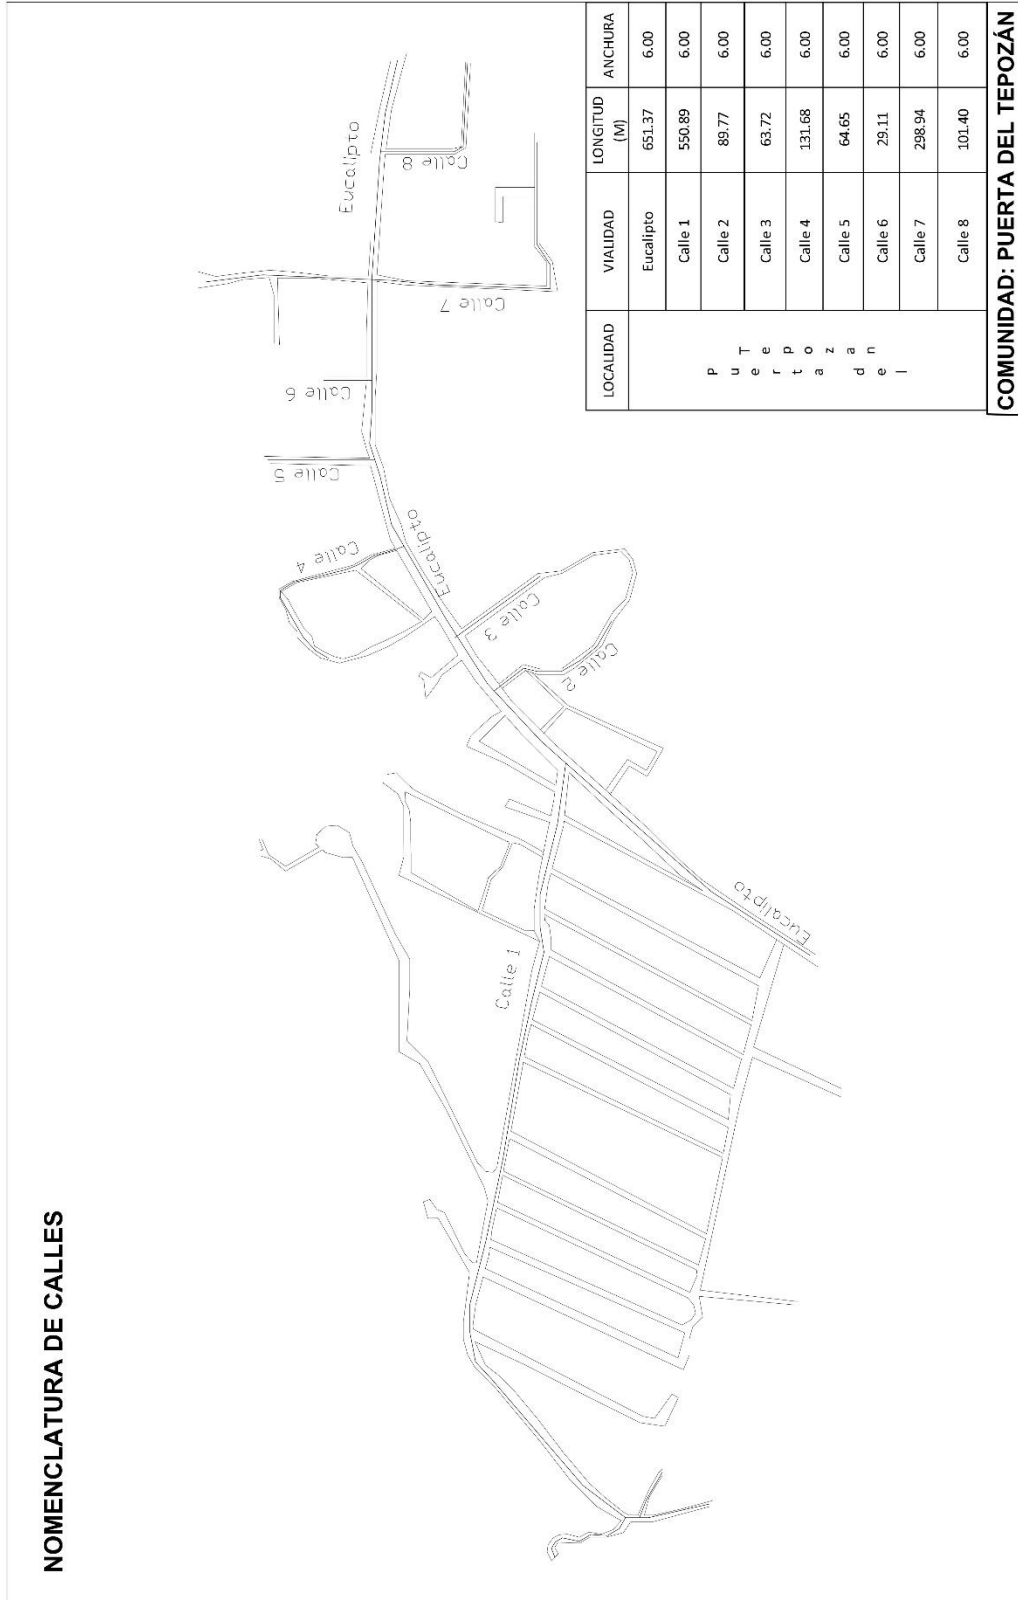 NOMENCLATURA DE CALLES
Eucalipto
Calle 8
Calle 7
Calle 6
Calle 5
Calle 4
Eucalipto
Calle 3
Calle 2
Calle 1
Eucalipto
LOCALIDAD VIALIDAD LONGITUD (M) ANCHURA
Puerta del Tepozan
Eucalipto 651.37 6.00
Calle 1 550.89 6.00
Calle 2 89.77 6.00
Calle 3 63.72 6.00
Calle 4 131.68 6.00
Calle 5 64.65 6.00
Calle 6 29.11 6.00
Calle 7 298.94 6.00
Calle 8 101.40 6.00
COMUNIDAD: PUERTA DEL TEPOZÁN